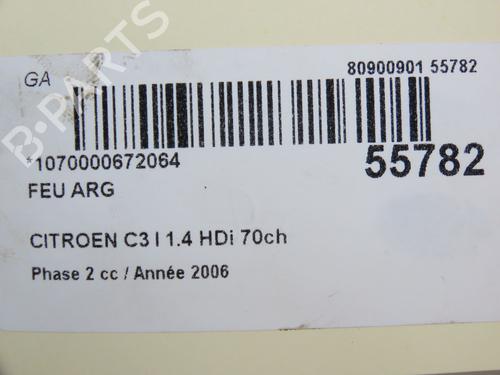 GA
80900901 55782
*1070000672064
55782
FEU ARG
CITROEN C3 I 1.4 HDi 70ch
Phase 2 cc / Année 2006
B-PARTS